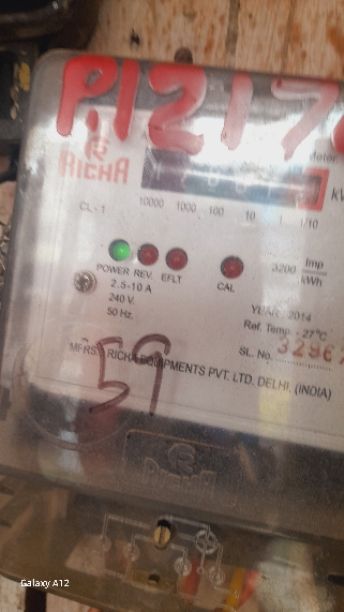 P.1217
RICHA
CL - 1
10000 1000 100 10 1 1/10
POWER REV. EFLT CAL
3200 Imp/kWh
2.5-10 A
240 V.
50 Hz.
YEAR : 2014
Ref. Temp. -27°C
SL. No. 3296
MFRS.: RICHA EQUIPMENTS PVT. LTD. DELHI. (INDIA)
59
RICHA
Galaxy A12